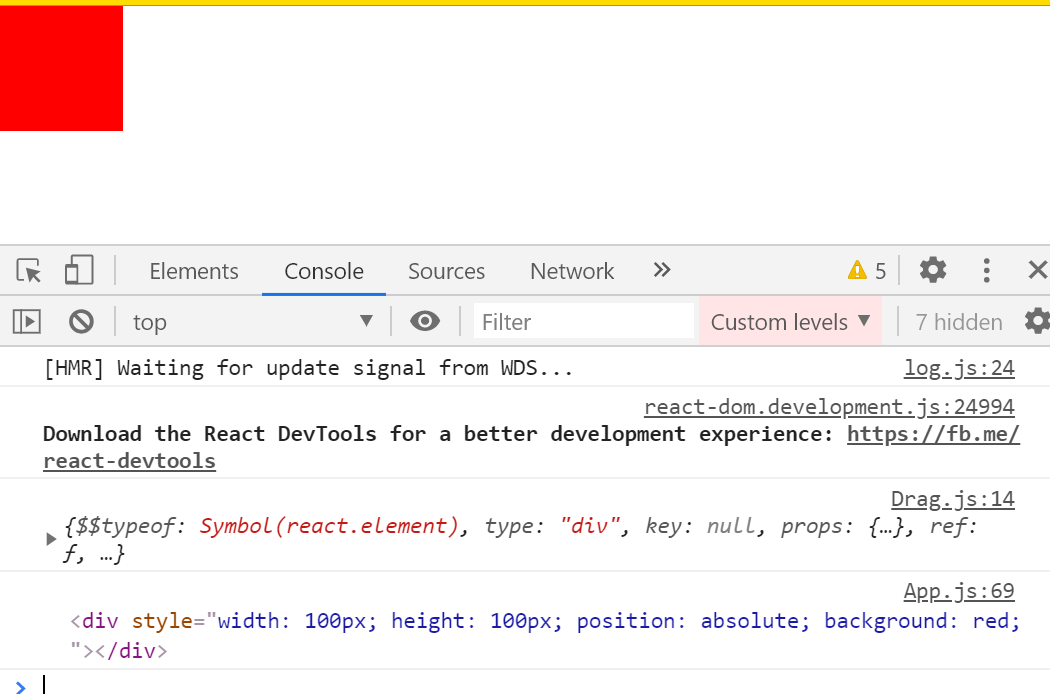 Elements Console Sources Network » 5
top ▼ Filter Custom levels ▼ 7 hidden
[HMR] Waiting for update signal from WDS... log.js:24
react-dom.development.js:24994
Download the React DevTools for a better development experience: https://fb.me/
react-devtools
Drag.js:14
{$$typeof: Symbol(react.element), type: "div", key: null, props: {…}, ref:
ƒ, …}
App.js:69
<div style="width: 100px; height: 100px; position: absolute; background: red;
"></div>